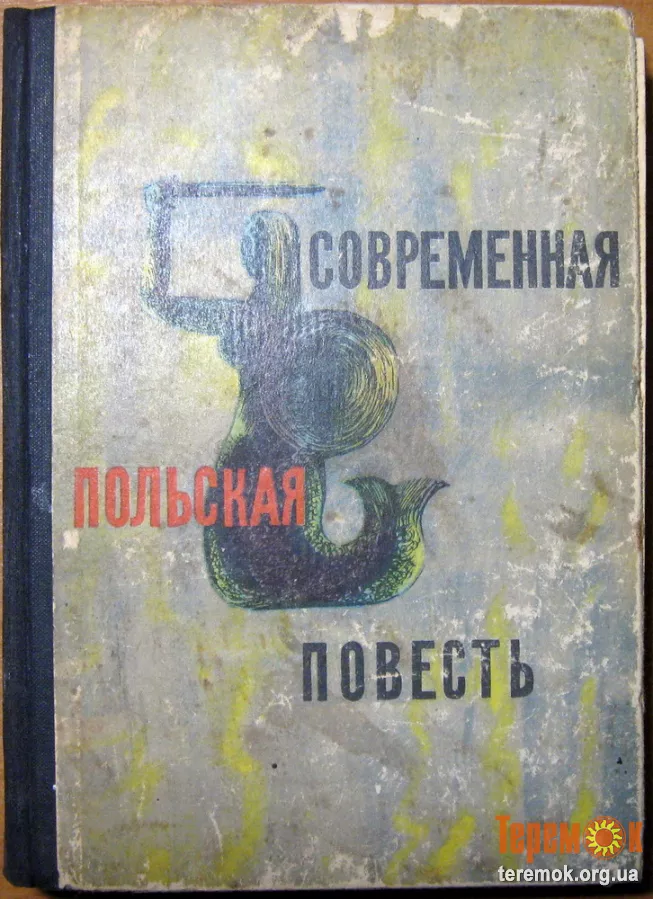 СОВРЕМЕННАЯ
ПОЛЬСКАЯ
ПОВЕСТЬ
Теремок
teremok.org.ua